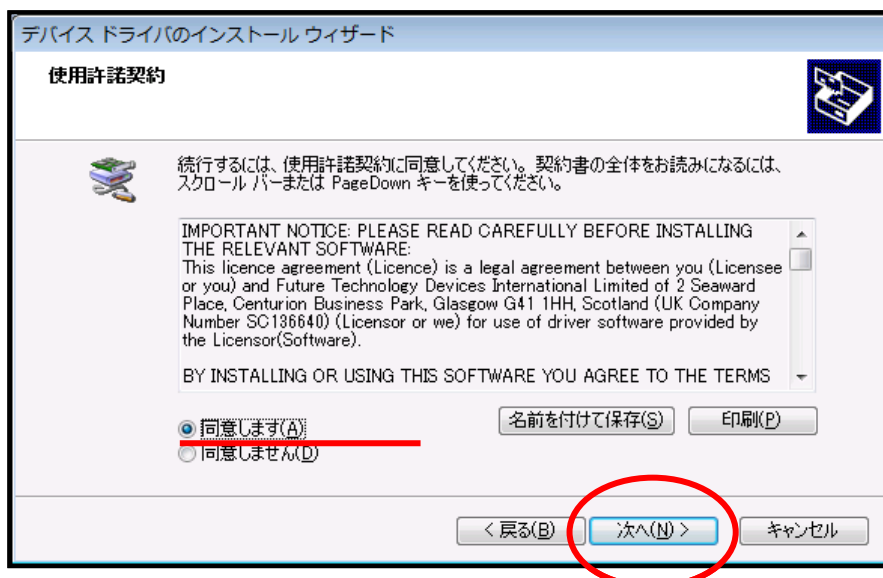 デバイス ドライバのインストール ウィザード
使用許諾契約
続行するには、使用許諾契約に同意してください。契約書の全体をお読みになるには、
スクロール バーまたは PageDown キーを使ってください。
IMPORTANT NOTICE: PLEASE READ CAREFULLY BEFORE INSTALLING
THE RELEVANT SOFTWARE:
This licence agreement (Licence) is a legal agreement between you (Licensee
or you) and Future Technology Devices International Limited of 2 Seaward
Place, Centurion Business Park, Glasgow G41 1HH, Scotland (UK Company
Number SC136640) (Licensor or we) for use of driver software provided by
the Licensor(Software).
BY INSTALLING OR USING THIS SOFTWARE YOU AGREE TO THE TERMS
同意します(A)
名前を付けて保存(S)
印刷(P)
同意しません(D)
< 戻る(B)
次へ(N) >
キャンセル